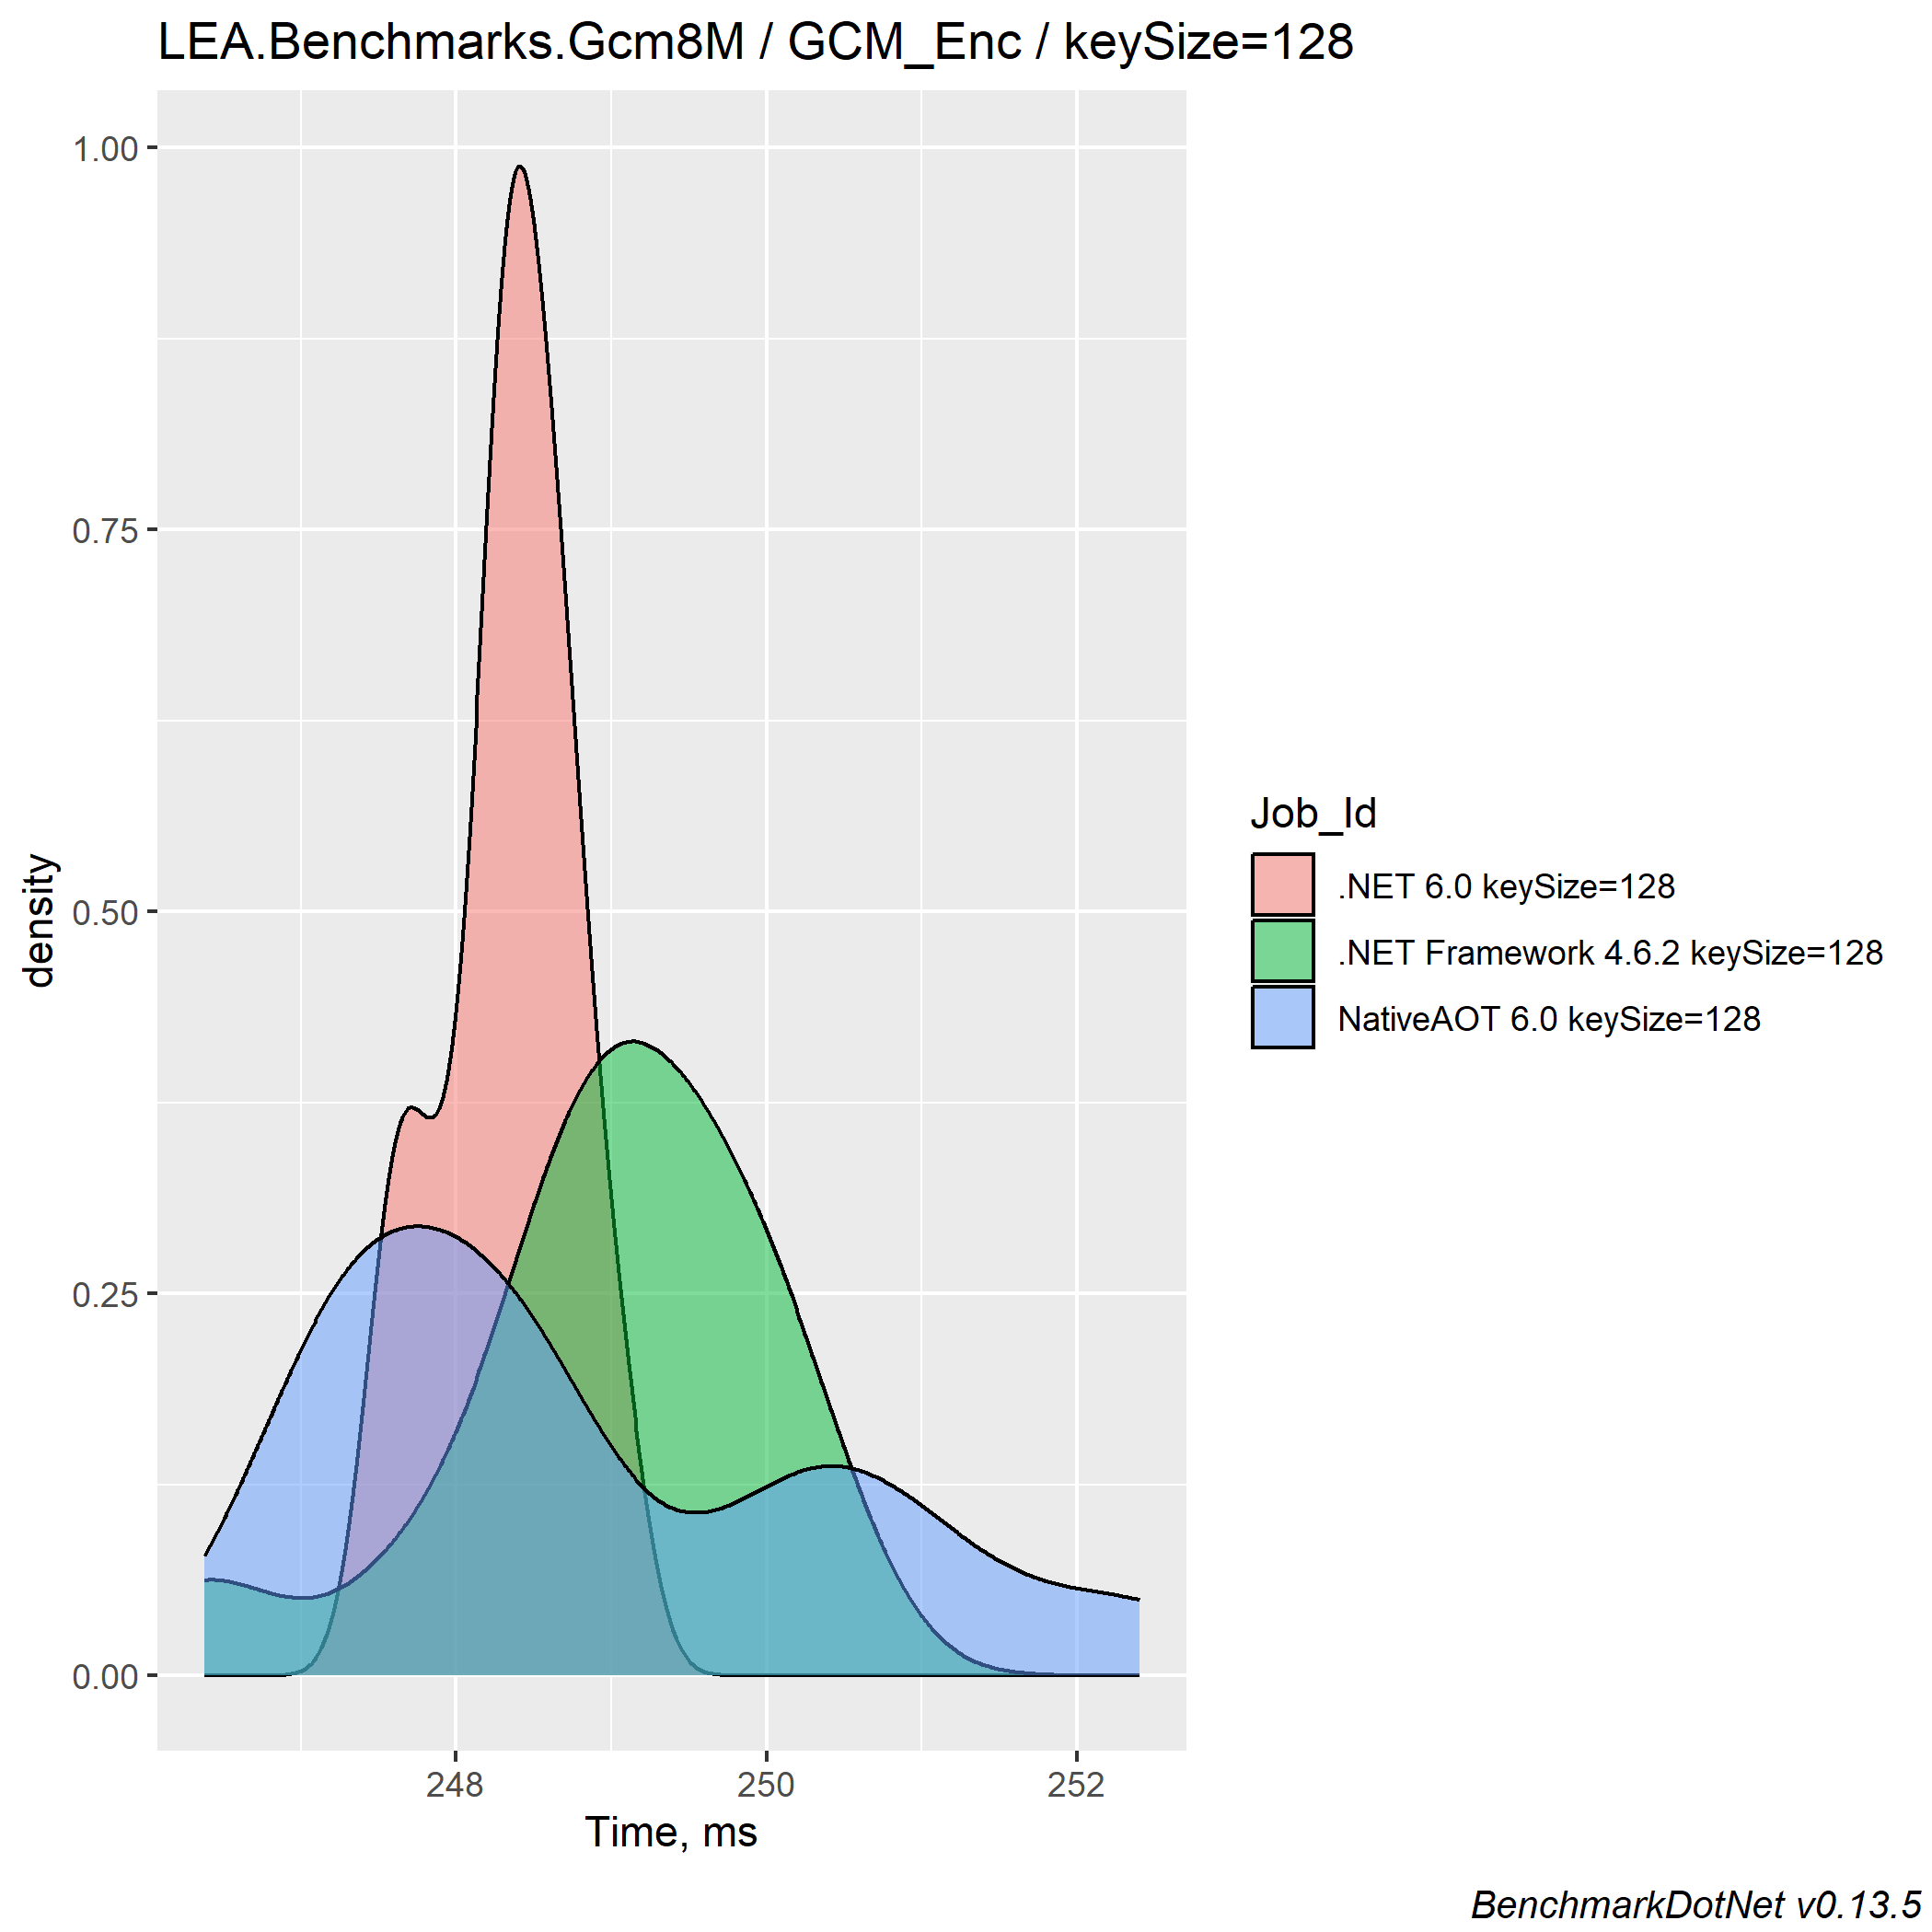 LEA.Benchmarks.Gcm8M / GCM_Enc / keySize=128
1.00
0.75
0.50
0.25
0.00
density
248
250
252
Time, ms
Job_Id
.NET 6.0 keySize=128
.NET Framework 4.6.2 keySize=128
NativeAOT 6.0 keySize=128
BenchmarkDotNet v0.13.5